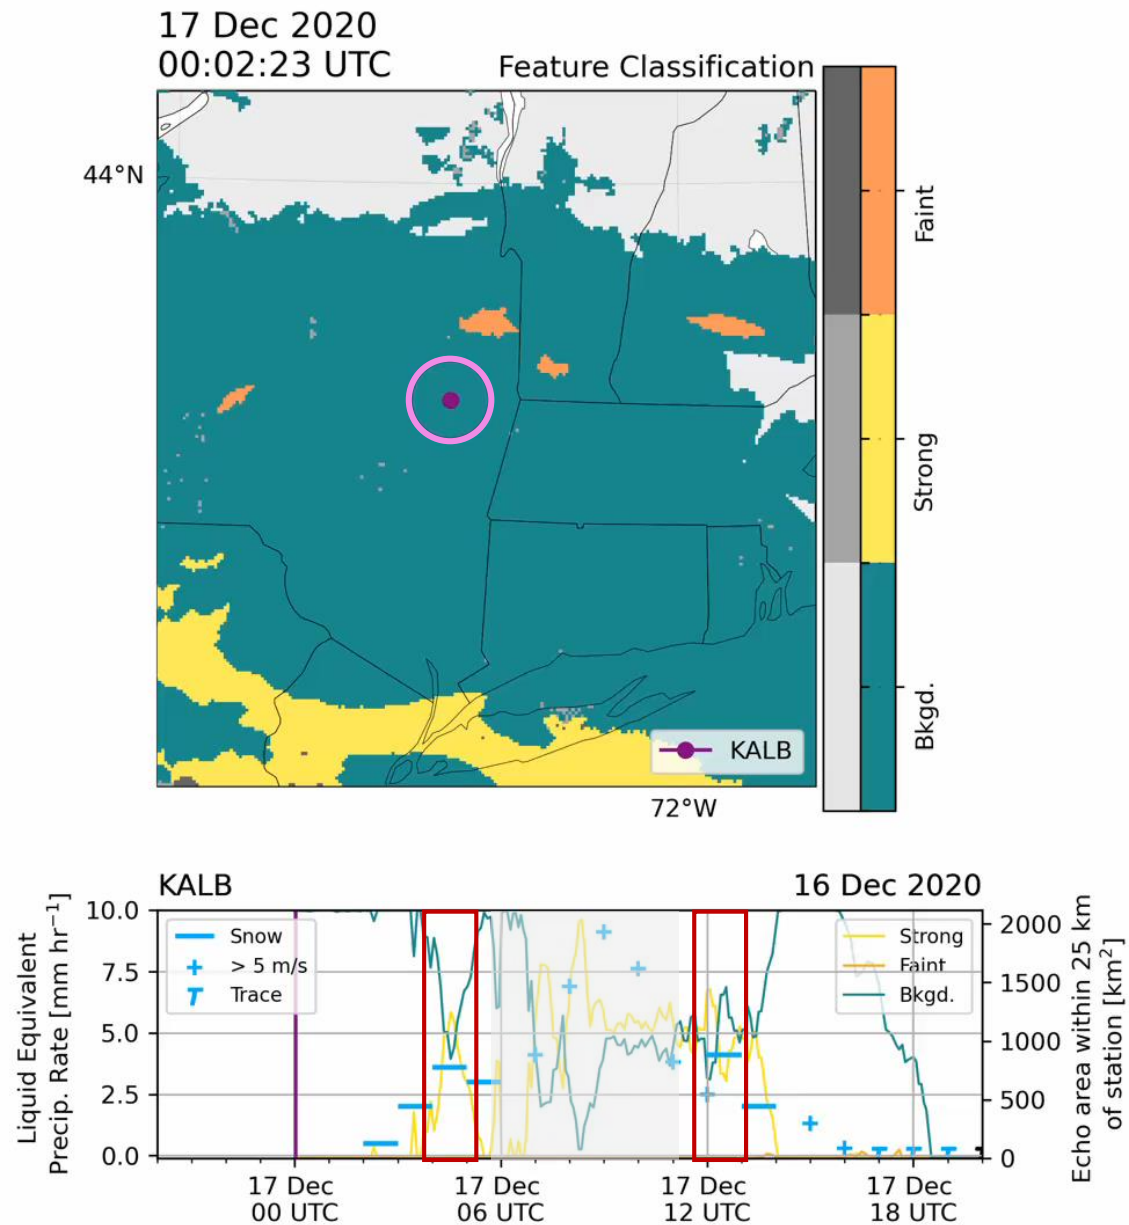 17 Dec 2020
00:02:23 UTC
Feature Classification
44°N
72°W
KALB
Faint
Strong
Bkgd.
KALB
16 Dec 2020
Liquid Equivalent
Precip. Rate [mm hr⁻¹]
10.0
7.5
5.0
2.5
0.0
Snow
> 5 m/s
Trace
Strong
Faint
Bkgd.
2000
1500
1000
500
0
Echo area within 25 km
of station [km²]
17 Dec
00 UTC
17 Dec
06 UTC
17 Dec
12 UTC
17 Dec
18 UTC